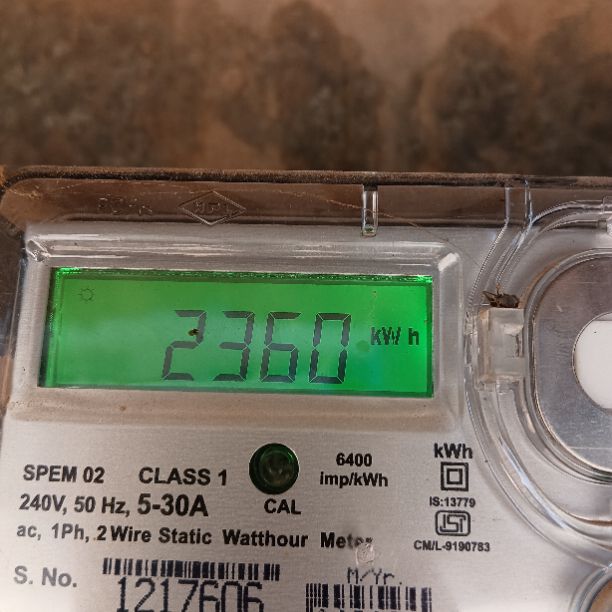 2360 kW h
SPEM 02 CLASS 1 6400 imp/kWh kWh
240V, 50 Hz, 5-30A CAL IS:13779
ac, 1Ph, 2 Wire Static Watthour Meter CM/L-9190783
S. No. 1217606 M/Yr.